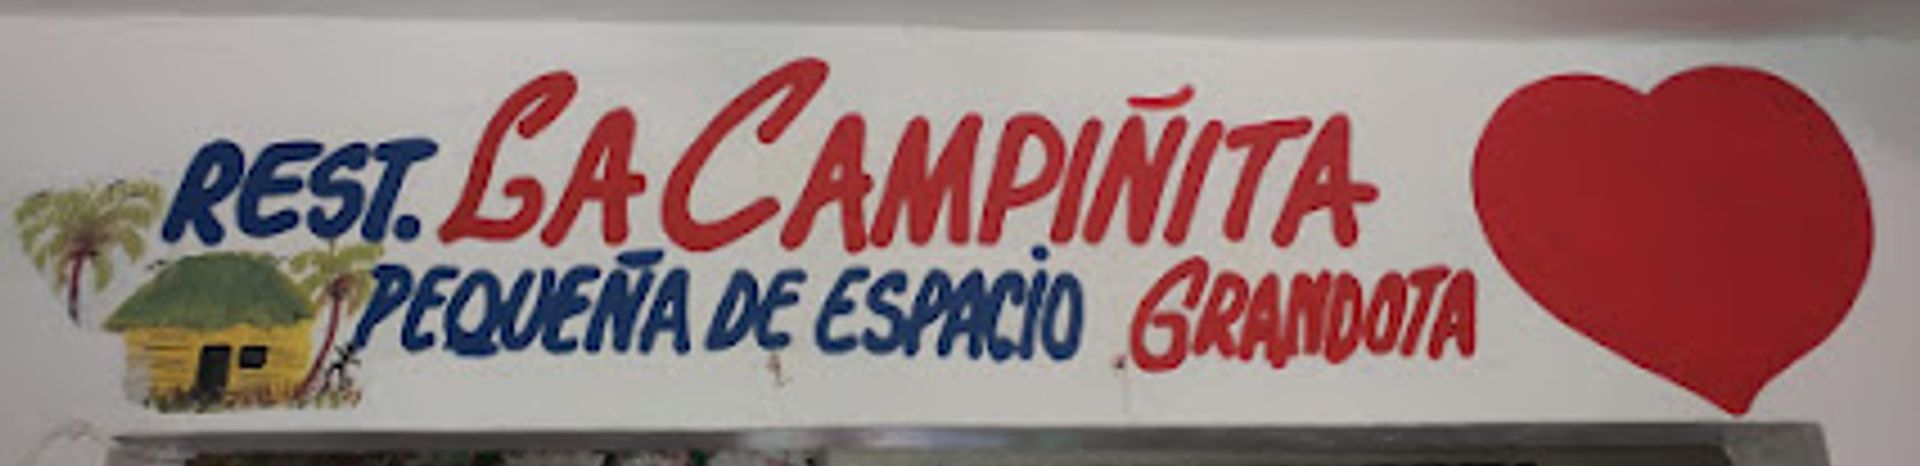 REST. LA CAMPIÑITA
PEQUEÑA DE ESPACIO GRANDOTA